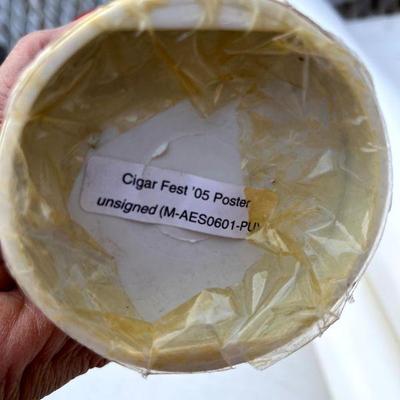 Cigar Fest '05 Poster
unsigned (M-AES0601-PU)